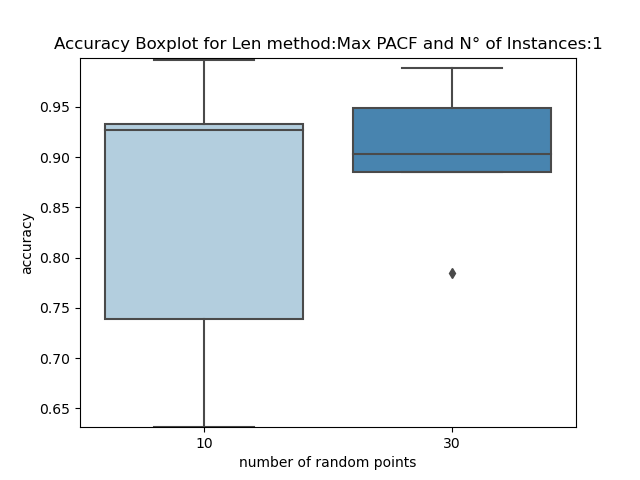 Accuracy Boxplot for Len method:Max PACF and N° of Instances:1
0.95
0.90
0.85
0.80
0.75
0.70
0.65
accuracy
10 30
number of random points